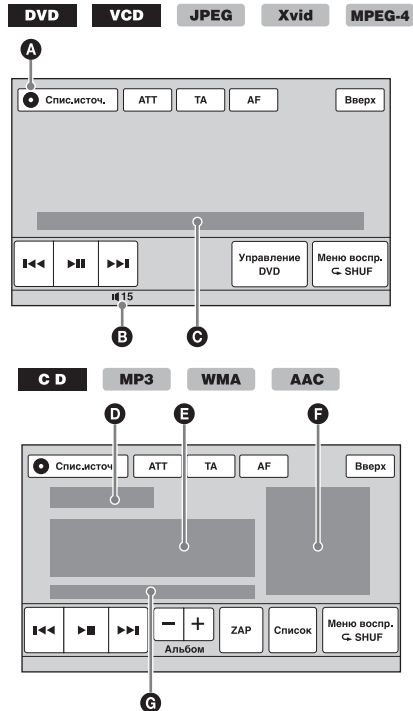 DVD VCD JPEG Xvid MPEG-4
A
Спис.источ. ATT TA AF Вверх
Управление DVD
Меню воспр. SHUF
15
B C
CD MP3 WMA AAC
D E F
Спис.источ. ATT TA AF Вверх
− + ZAP Список
Альбом
Меню воспр. SHUF
G